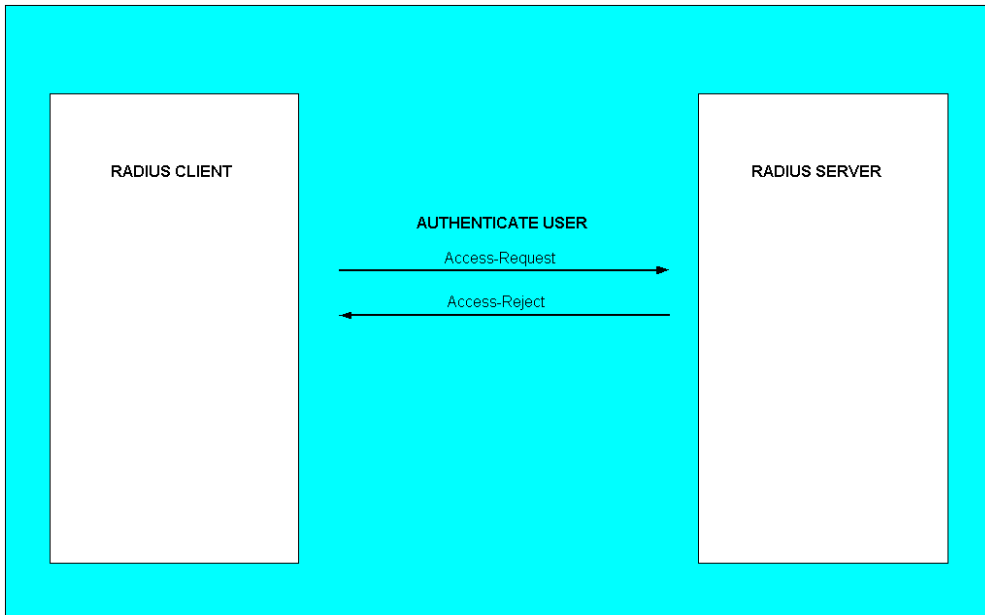 RADIUS CLIENT
RADIUS SERVER
AUTHENTICATE USER
Access-Request
Access-Reject